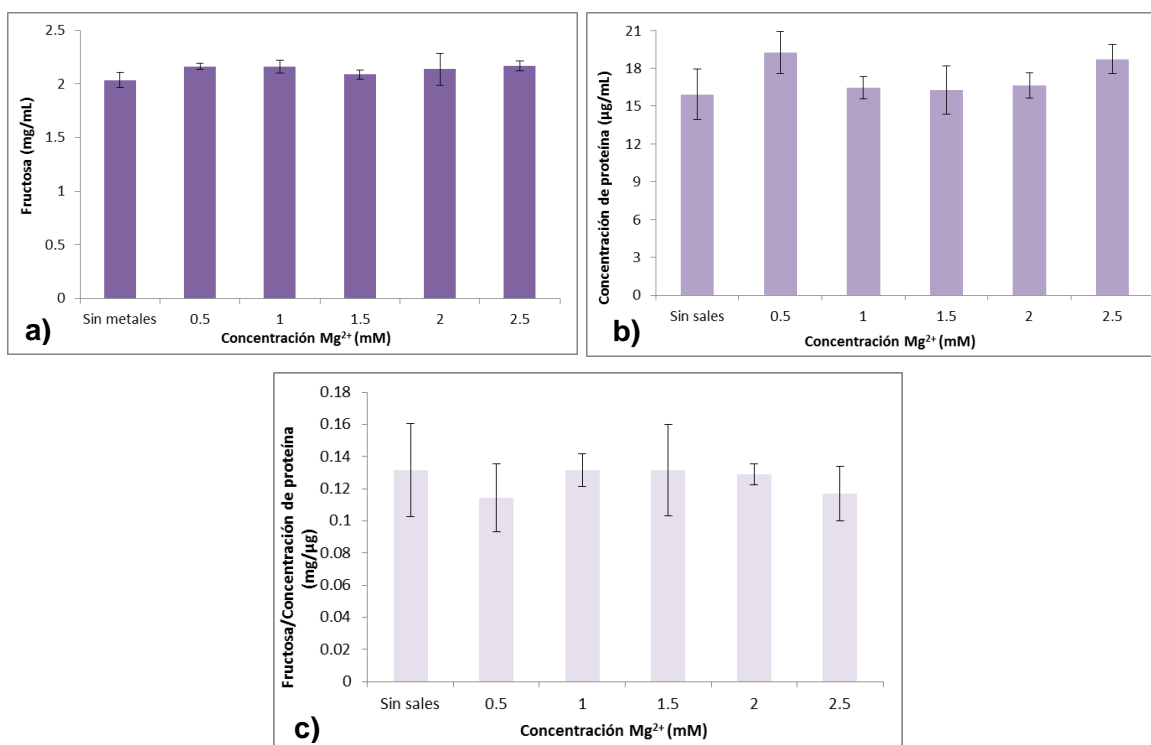 2.5
2
1.5
1
0.5
0
Fructosa (mg/mL)
Sin metales 0.5 1 1.5 2 2.5
Concentración Mg²⁺ (mM)
a)
21
18
15
12
9
6
3
0
Concentración de proteína (µg/mL)
Sin sales 0.5 1 1.5 2 2.5
Concentración Mg²⁺ (mM)
b)
0.18
0.16
0.14
0.12
0.1
0.08
0.06
0.04
0.02
0
Fructosa/Concentración de proteína
(mg/µg)
Sin sales 0.5 1 1.5 2 2.5
Concentración Mg²⁺ (mM)
c)